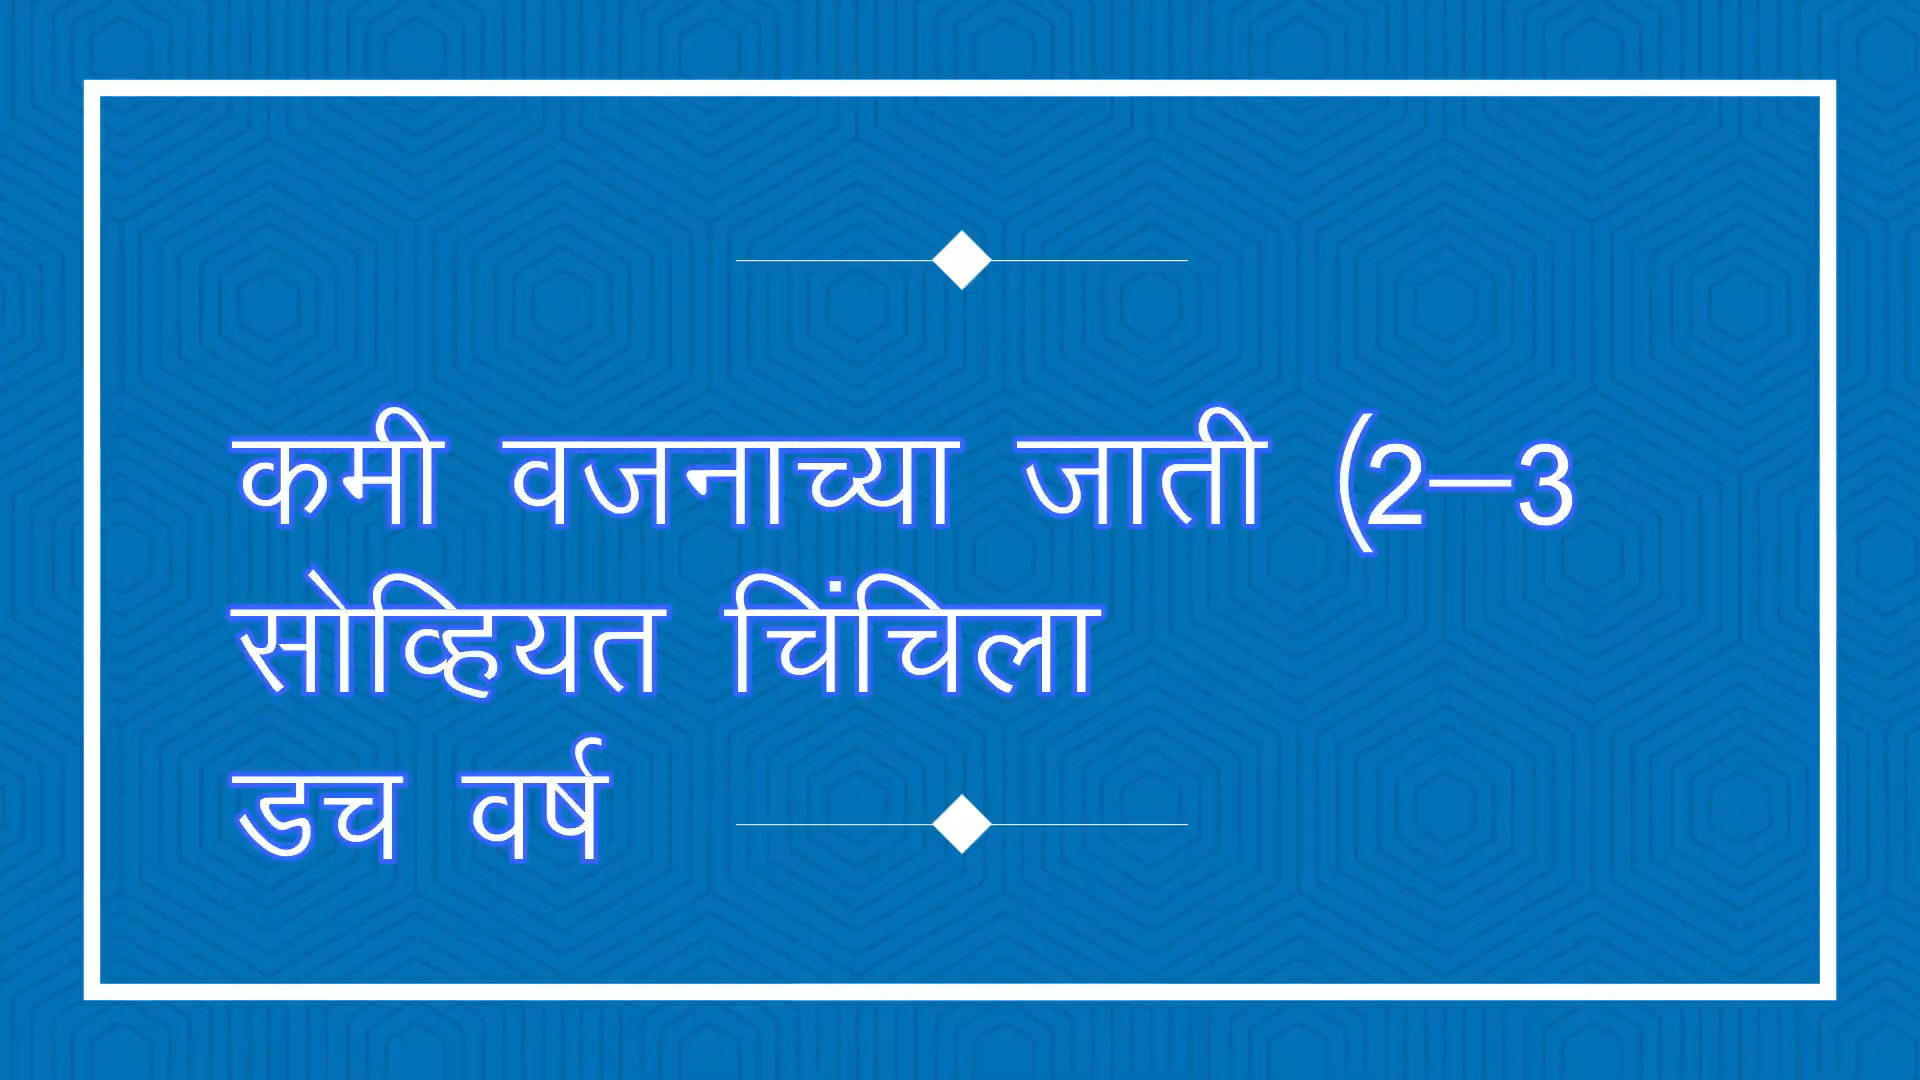 कमी वजनाच्या जाती (2–3
सोव्हियत चिंचिला
डच वर्ष